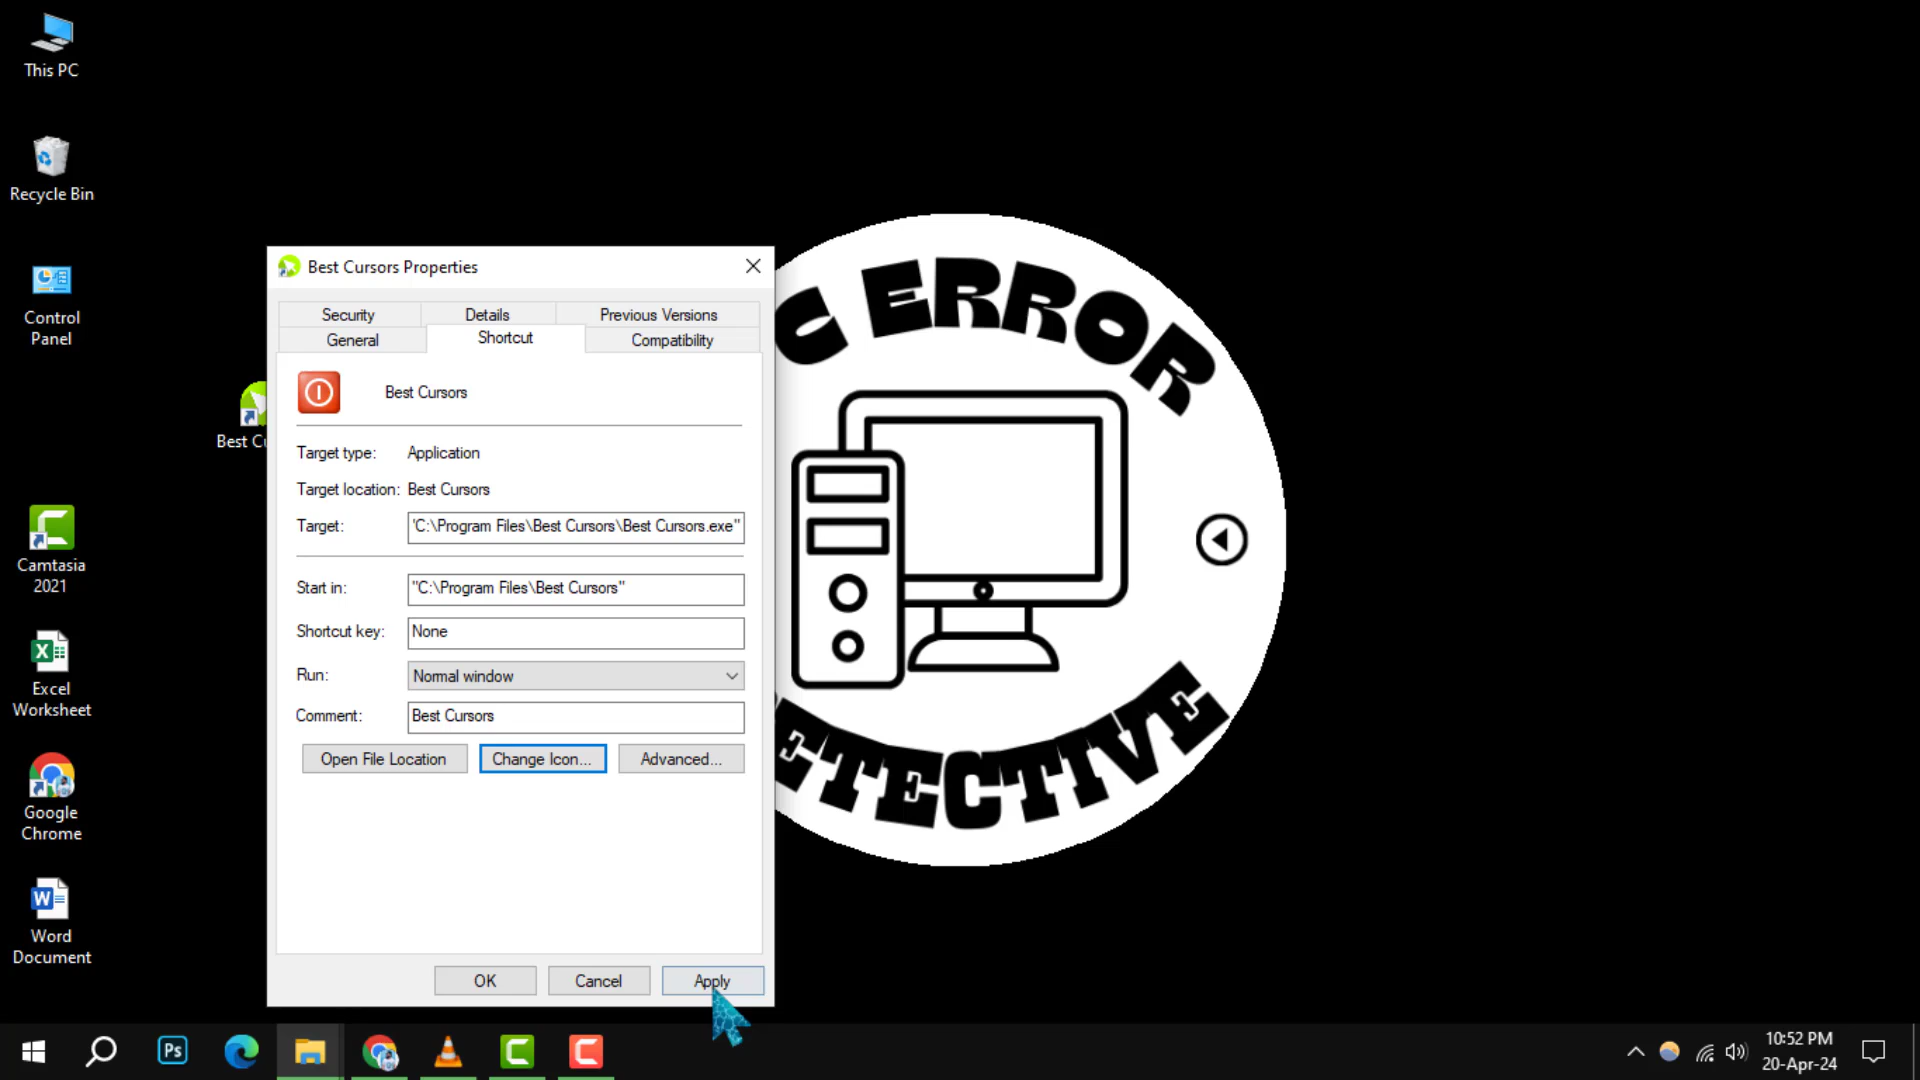 This PC
Recycle Bin
Control
Panel
Best Cu
Camtasia
2021
Excel
Worksheet
Google
Chrome
Word
Document
Best Cursors Properties
Security
Details
Previous Versions
General
Shortcut
Compatibility
Best Cursors
Target type:
Application
Target location:
Best Cursors
Target:
'C:\Program Files\Best Cursors\Best Cursors.exe"
Start in:
"C:\Program Files\Best Cursors"
Shortcut key:
None
Run:
Normal window
Comment:
Best Cursors
Open File Location
Change Icon...
Advanced...
OK
Cancel
Apply
C ERROR
ETECTIVE
Ps
10:52 PM
20-Apr-24